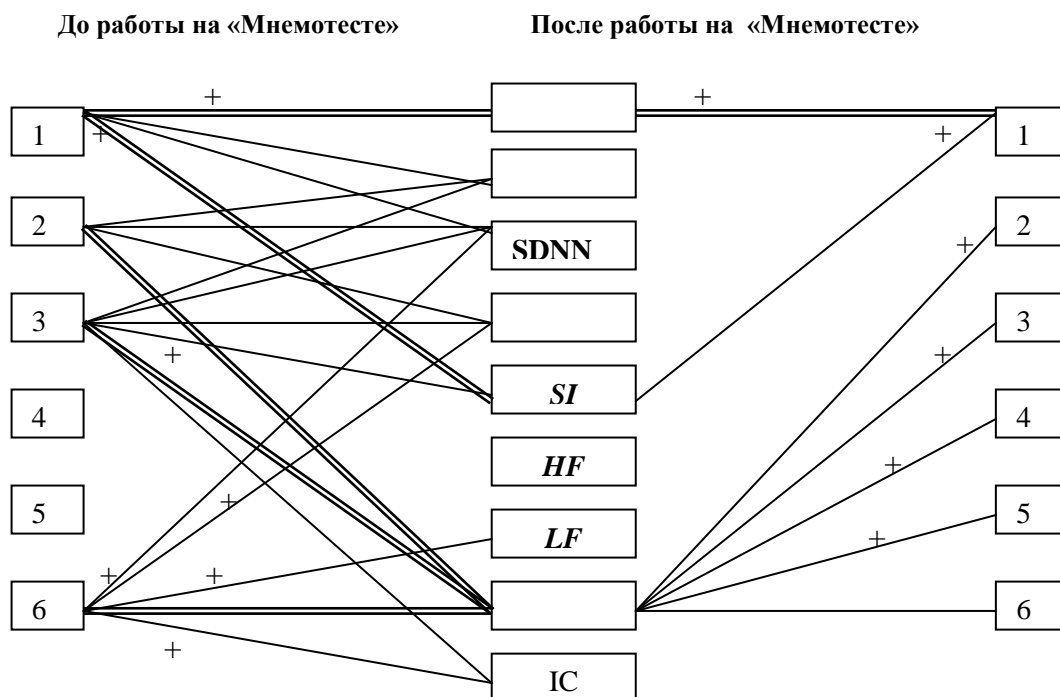 До работы на «Мнемотесте» После работы на «Мнемотесте»
+ +
1 + + 1
2 SDNN + 2
3 + + 3
4 SI + 4
HF
5 + + 5
LF
6 + + 6
+ IC